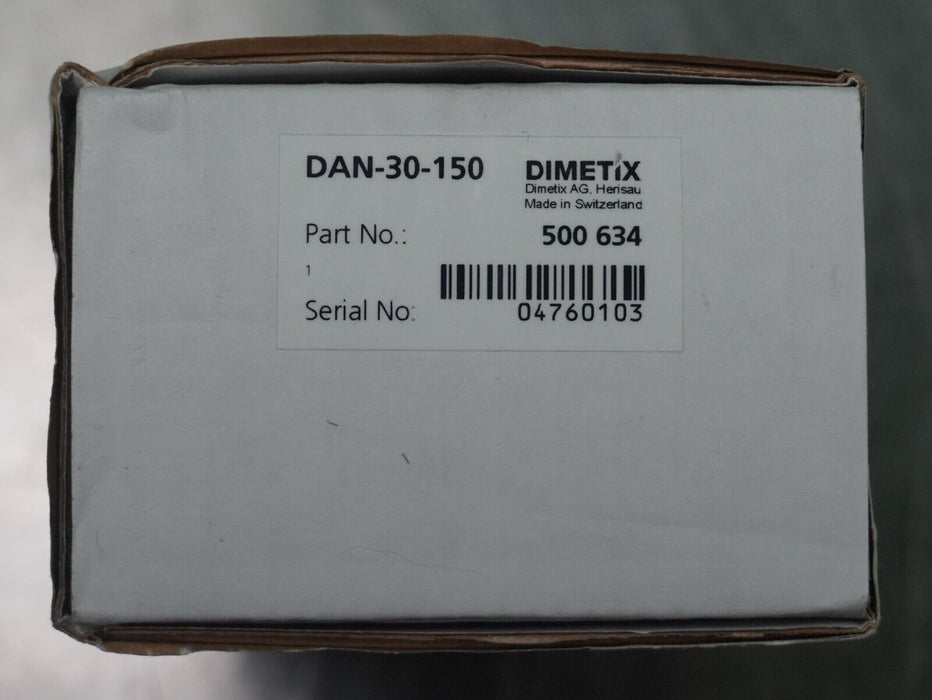 DAN-30-150
DIMETIX
Dimetix AG, Herisau
Made in Switzerland
Part No.: 500 634
1
Serial No: 04760103